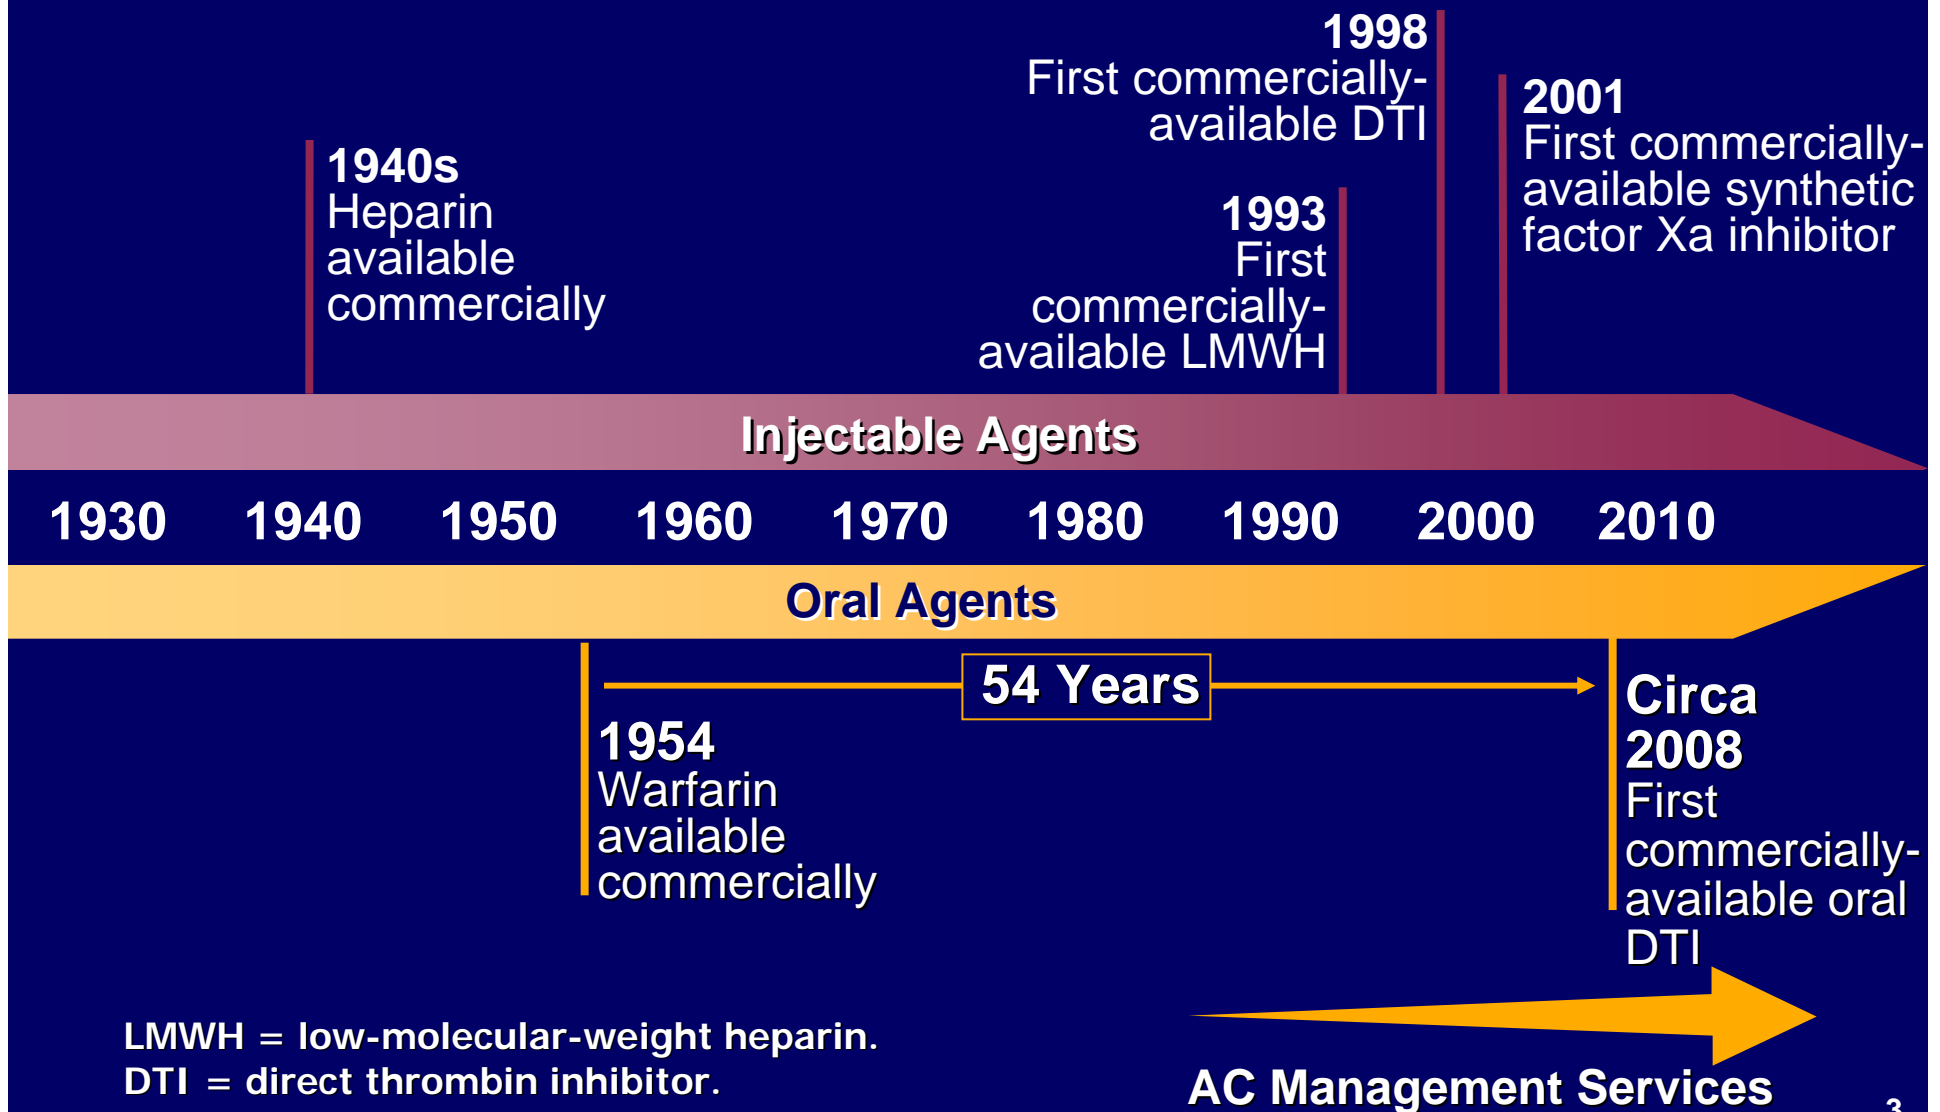 1998
First commercially-
available DTI
2001
First commercially-
available synthetic
factor Xa inhibitor
1940s
Heparin
available
commercially
1993
First
commercially-
available LMWH
Injectable Agents
1930 1940 1950 1960 1970 1980 1990 2000 2010
Oral Agents
54 Years
1954
Warfarin
available
commercially
Circa
2008
First
commercially-
available oral
DTI
LMWH = low-molecular-weight heparin.
DTI = direct thrombin inhibitor.
AC Management Services
3